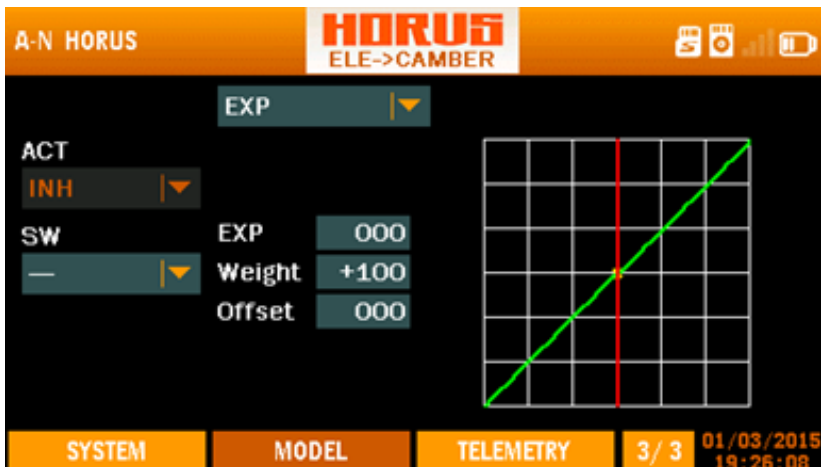 A-N HORUS
HORUS
ELE->CAMBER
EXP
ACT
INH
SW
—
EXP 000
Weight +100
Offset 000
SYSTEM MODEL TELEMETRY 3/ 3 01/03/2015
19:26:08